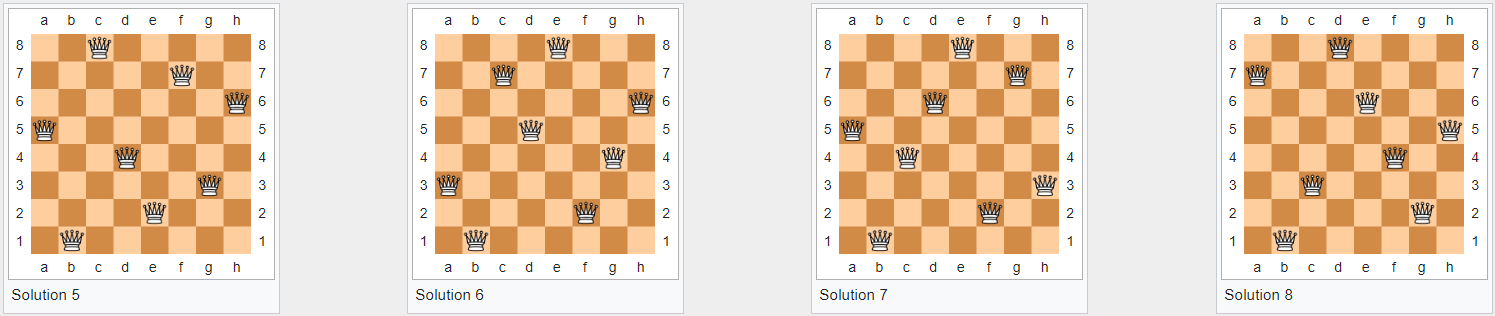 a b c d e f g h a b c d e f g h a b c d e f g h a b c d e f g h
8 8 8 8 8 8 8 8
7 7 7 7 7 7 7 7
6 6 6 6 6 6 6 6
5 5 5 5 5 5 5 5
4 4 4 4 4 4 4 4
3 3 3 3 3 3 3 3
2 2 2 2 2 2 2 2
1 1 1 1 1 1 1 1
a b c d e f g h a b c d e f g h a b c d e f g h a b c d e f g h
Solution 5 Solution 6 Solution 7 Solution 8